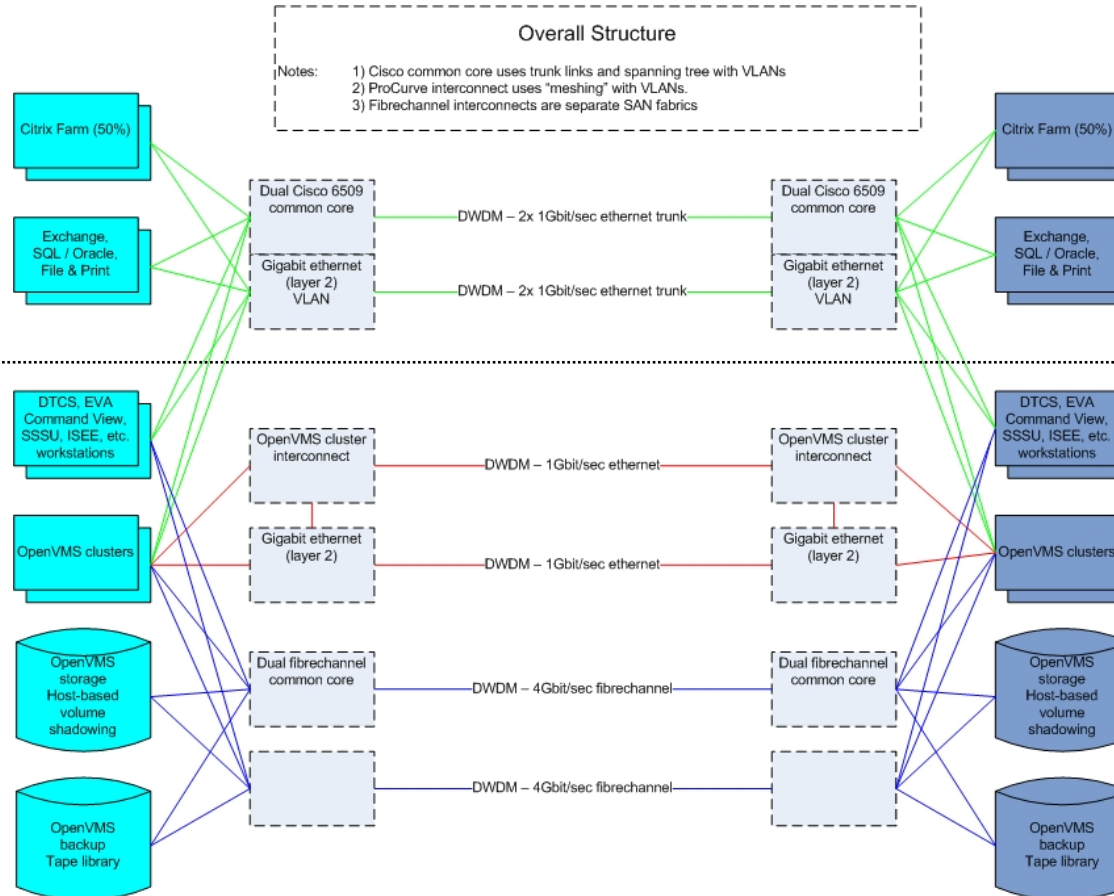 Overall Structure
Notes:
1) Cisco common core uses trunk links and spanning tree with VLANs
2) ProCurve interconnect uses “meshing” with VLANs.
3) Fibrechannel interconnects are separate SAN fabrics
Citrix Farm (50%)
Dual Cisco 6509
common core
DWDM – 2x 1Gbit/sec ethernet trunk
Dual Cisco 6509
common core
Citrix Farm (50%)
Exchange,
SQL / Oracle,
File & Print
Gigabit ethernet
(layer 2)
VLAN
DWDM – 2x 1Gbit/sec ethernet trunk
Gigabit ethernet
(layer 2)
VLAN
Exchange,
SQL / Oracle,
File & Print
DTCS, EVA
Command View,
SSSU, ISEE, etc.
workstations
OpenVMS cluster
interconnect
DWDM – 1Gbit/sec ethernet
OpenVMS cluster
interconnect
DTCS, EVA
Command View,
SSSU, ISEE, etc.
workstations
OpenVMS clusters
Gigabit ethernet
(layer 2)
DWDM – 1Gbit/sec ethernet
Gigabit ethernet
(layer 2)
OpenVMS clusters
OpenVMS
storage
Host-based
volume
shadowing
Dual fibrechannel
common core
DWDM – 4Gbit/sec fibrechannel
Dual fibrechannel
common core
OpenVMS
storage
Host-based
volume
shadowing
DWDM – 4Gbit/sec fibrechannel
OpenVMS
backup
Tape library
OpenVMS
backup
Tape library